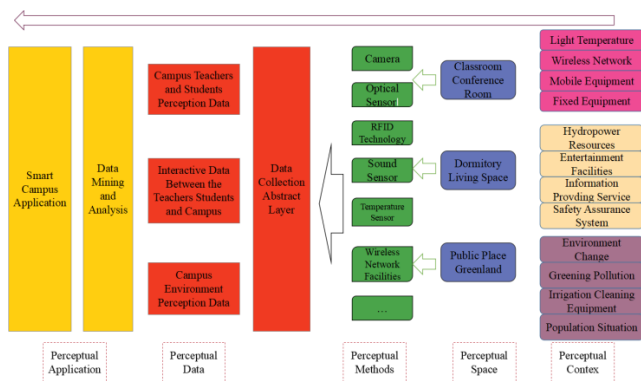 Smart
Campus
Application
Data
Mining and
Analysis
Campus Teachers
and Students
Perception Data
Interactive Data
Between the
Teachers Students
and Campus
Campus
Environment
Perception Data
Data
Collection
Abstract
Layer
Camera
Optical
Sensor
RFID
Technology
Sound
Sensor
Temperature
Sensor
Wireless
Network
Facilities
...
Classroom
Conference
Room
Dormitory
Living Space
Public Place
Greenland
Light Temperature
Wireless Network
Mobile Equipment
Fixed Equipment
Hydropower
Resources
Entertainment
Facilities
Information
Provding Service
Safety Assurance
System
Environment
Change
Greening Pollution
Irrigation Cleaning
Equipment
Population Situation
Perceptual
Application
Perceptual
Data
Perceptual
Methods
Perceptual
Space
Perceptual
Contex